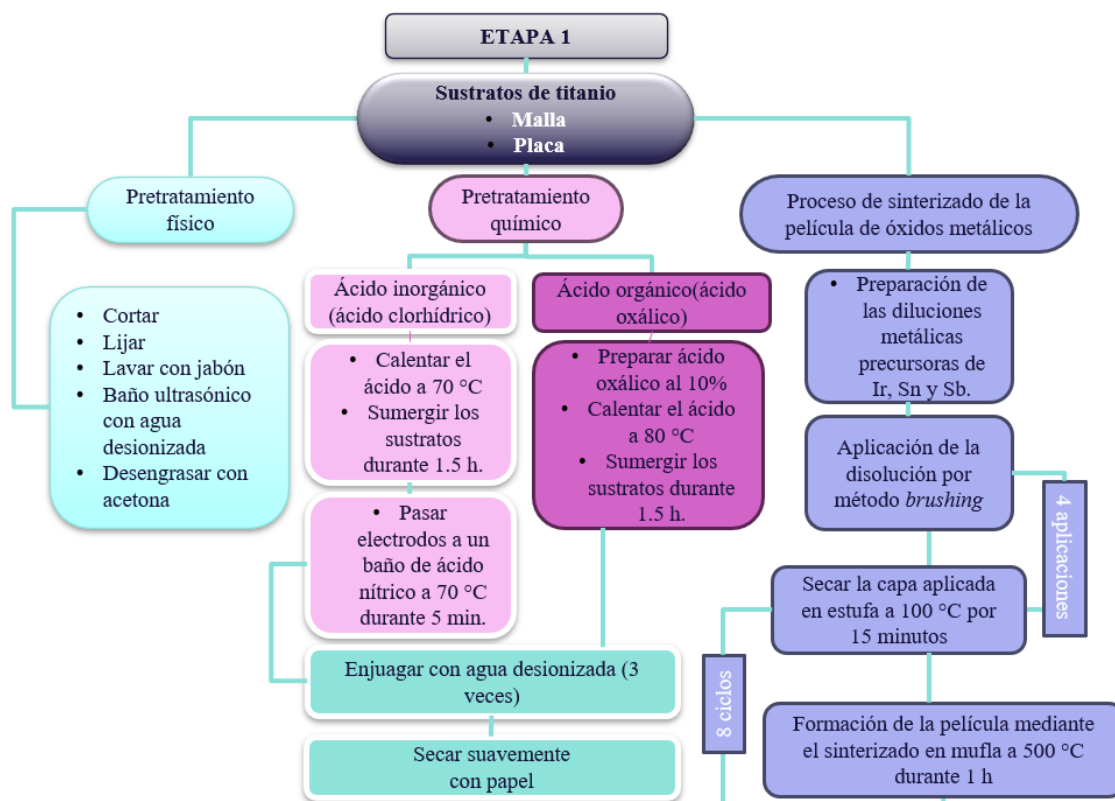 ETAPA 1
Sustratos de titanio
• Malla
• Placa
Pretratamiento
físico
• Cortar
• Lijar
• Lavar con jabón
• Baño ultrasónico
con agua
desionizada
• Desengrasar con
acetona
Pretratamiento
químico
Ácido inorgánico
(ácido clorhídrico)
• Calentar el
ácido a 70 °C
• Sumergir los
sustratos
durante 1.5 h.
• Pasar
electrodos a un
baño de ácido
nítrico a 70 °C
durante 5 min.
Ácido orgánico(ácido
oxálico)
• Preparar ácido
oxálico al 10%
• Calentar el ácido
a 80 °C
• Sumergir los
sustratos durante
1.5 h.
Enjuagar con agua desionizada (3
veces)
Secar suavemente
con papel
Proceso de sinterizado de la
película de óxidos metálicos
• Preparación de
las diluciones
metálicas
precursoras de
Ir, Sn y Sb.
Aplicación de la
disolución por
método brushing
4 aplicaciones
Secar la capa aplicada
en estufa a 100 °C por
15 minutos
8 ciclos
Formación de la película mediante
el sinterizado en mufla a 500 °C
durante 1 h